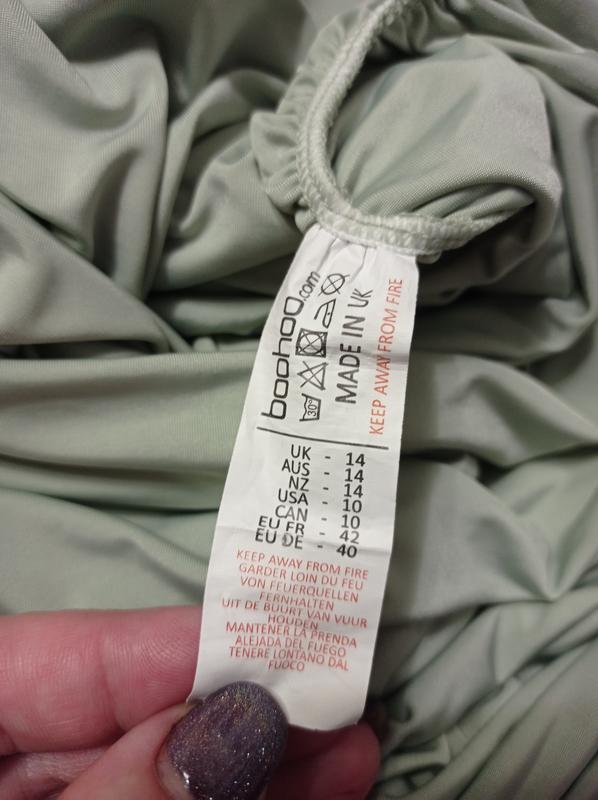 boohoo.com
30°
MADE IN UK
KEEP AWAY FROM FIRE
UK - 14
AUS - 14
NZ - 14
USA - 10
CAN - 10
EU FR - 42
EU DE - 40
KEEP AWAY FROM FIRE
GARDER LOIN DU FEU
VON FEUERQUELLEN
FERNHALTEN
UIT DE BUURT VAN VUUR
HOUDEN
MANTENER LA PRENDA
ALEJADA DEL FUEGO
TENERE LONTANO DAL
FUOCO